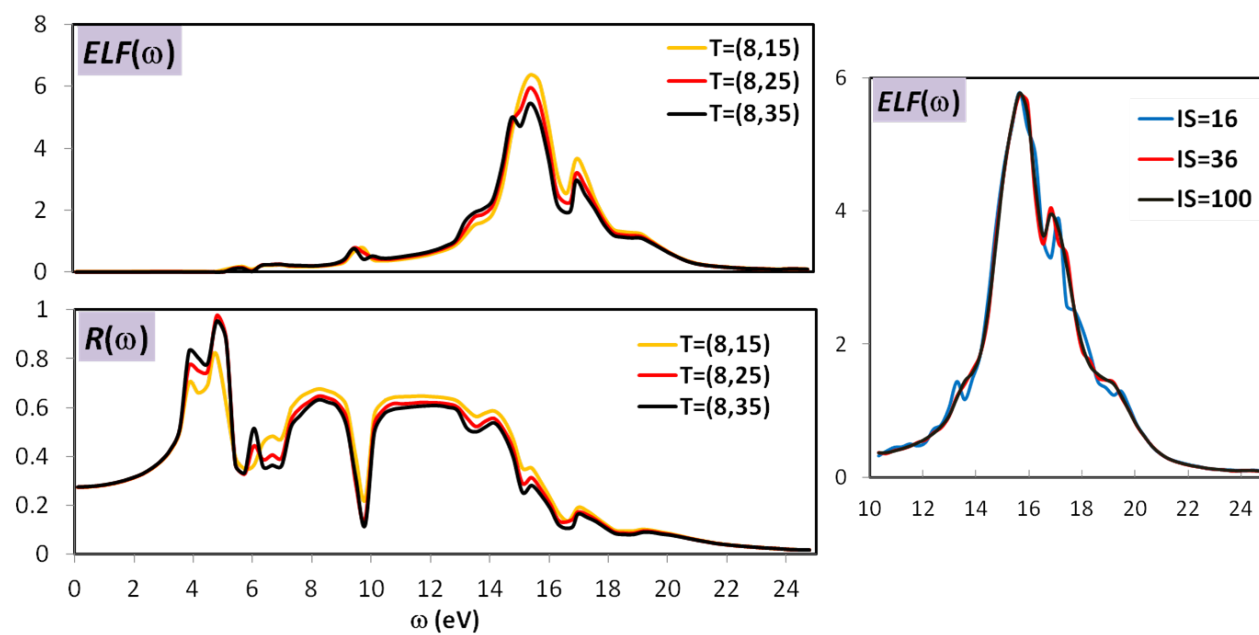 ELF(ω)
8
6
4
2
0
T=(8,15)
T=(8,25)
T=(8,35)
R(ω)
1
0.8
0.6
0.4
0.2
0
T=(8,15)
T=(8,25)
T=(8,35)
0 2 4 6 8 10 12 14 16 18 20 22 24
ω (eV)
ELF(ω)
6
4
2
0
IS=16
IS=36
IS=100
10 12 14 16 18 20 22 24